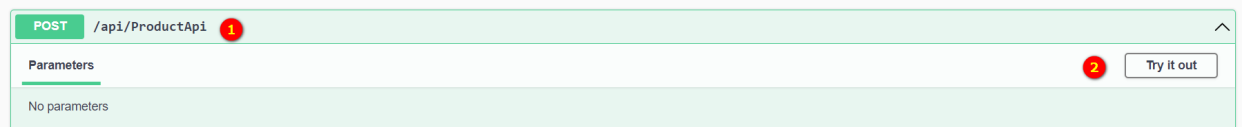 POST /api/ProductApi 1
Parameters 2 Try it out
No parameters